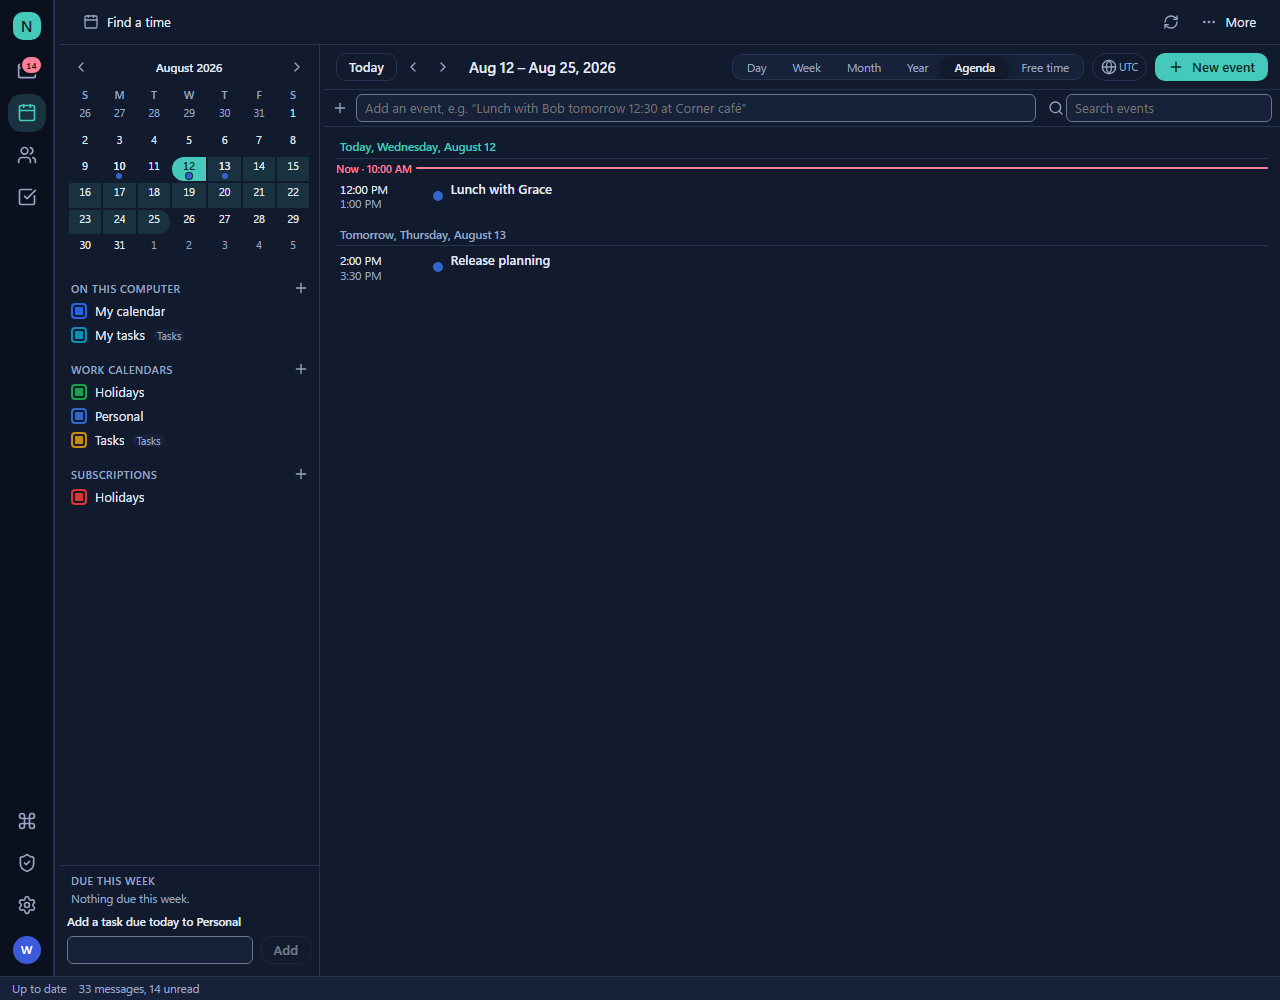 N
Find a time
More
14
August 2026
S M T W T F S
26 27 28 29 30 31 1
2 3 4 5 6 7 8
9 10 11 12 13 14 15
16 17 18 19 20 21 22
23 24 25 26 27 28 29
30 31 1 2 3 4 5
ON THIS COMPUTER
My calendar
My tasks Tasks
WORK CALENDARS
Holidays
Personal
Tasks Tasks
SUBSCRIPTIONS
Holidays
DUE THIS WEEK
Nothing due this week.
Add a task due today to Personal
Add
W
Today
Aug 12 – Aug 25, 2026
Day Week Month Year Agenda Free time
UTC
New event
Add an event, e.g. “Lunch with Bob tomorrow 12:30 at Corner café”
Search events
Today, Wednesday, August 12
Now · 10:00 AM
12:00 PM Lunch with Grace
1:00 PM
Tomorrow, Thursday, August 13
2:00 PM Release planning
3:30 PM
Up to date 33 messages, 14 unread